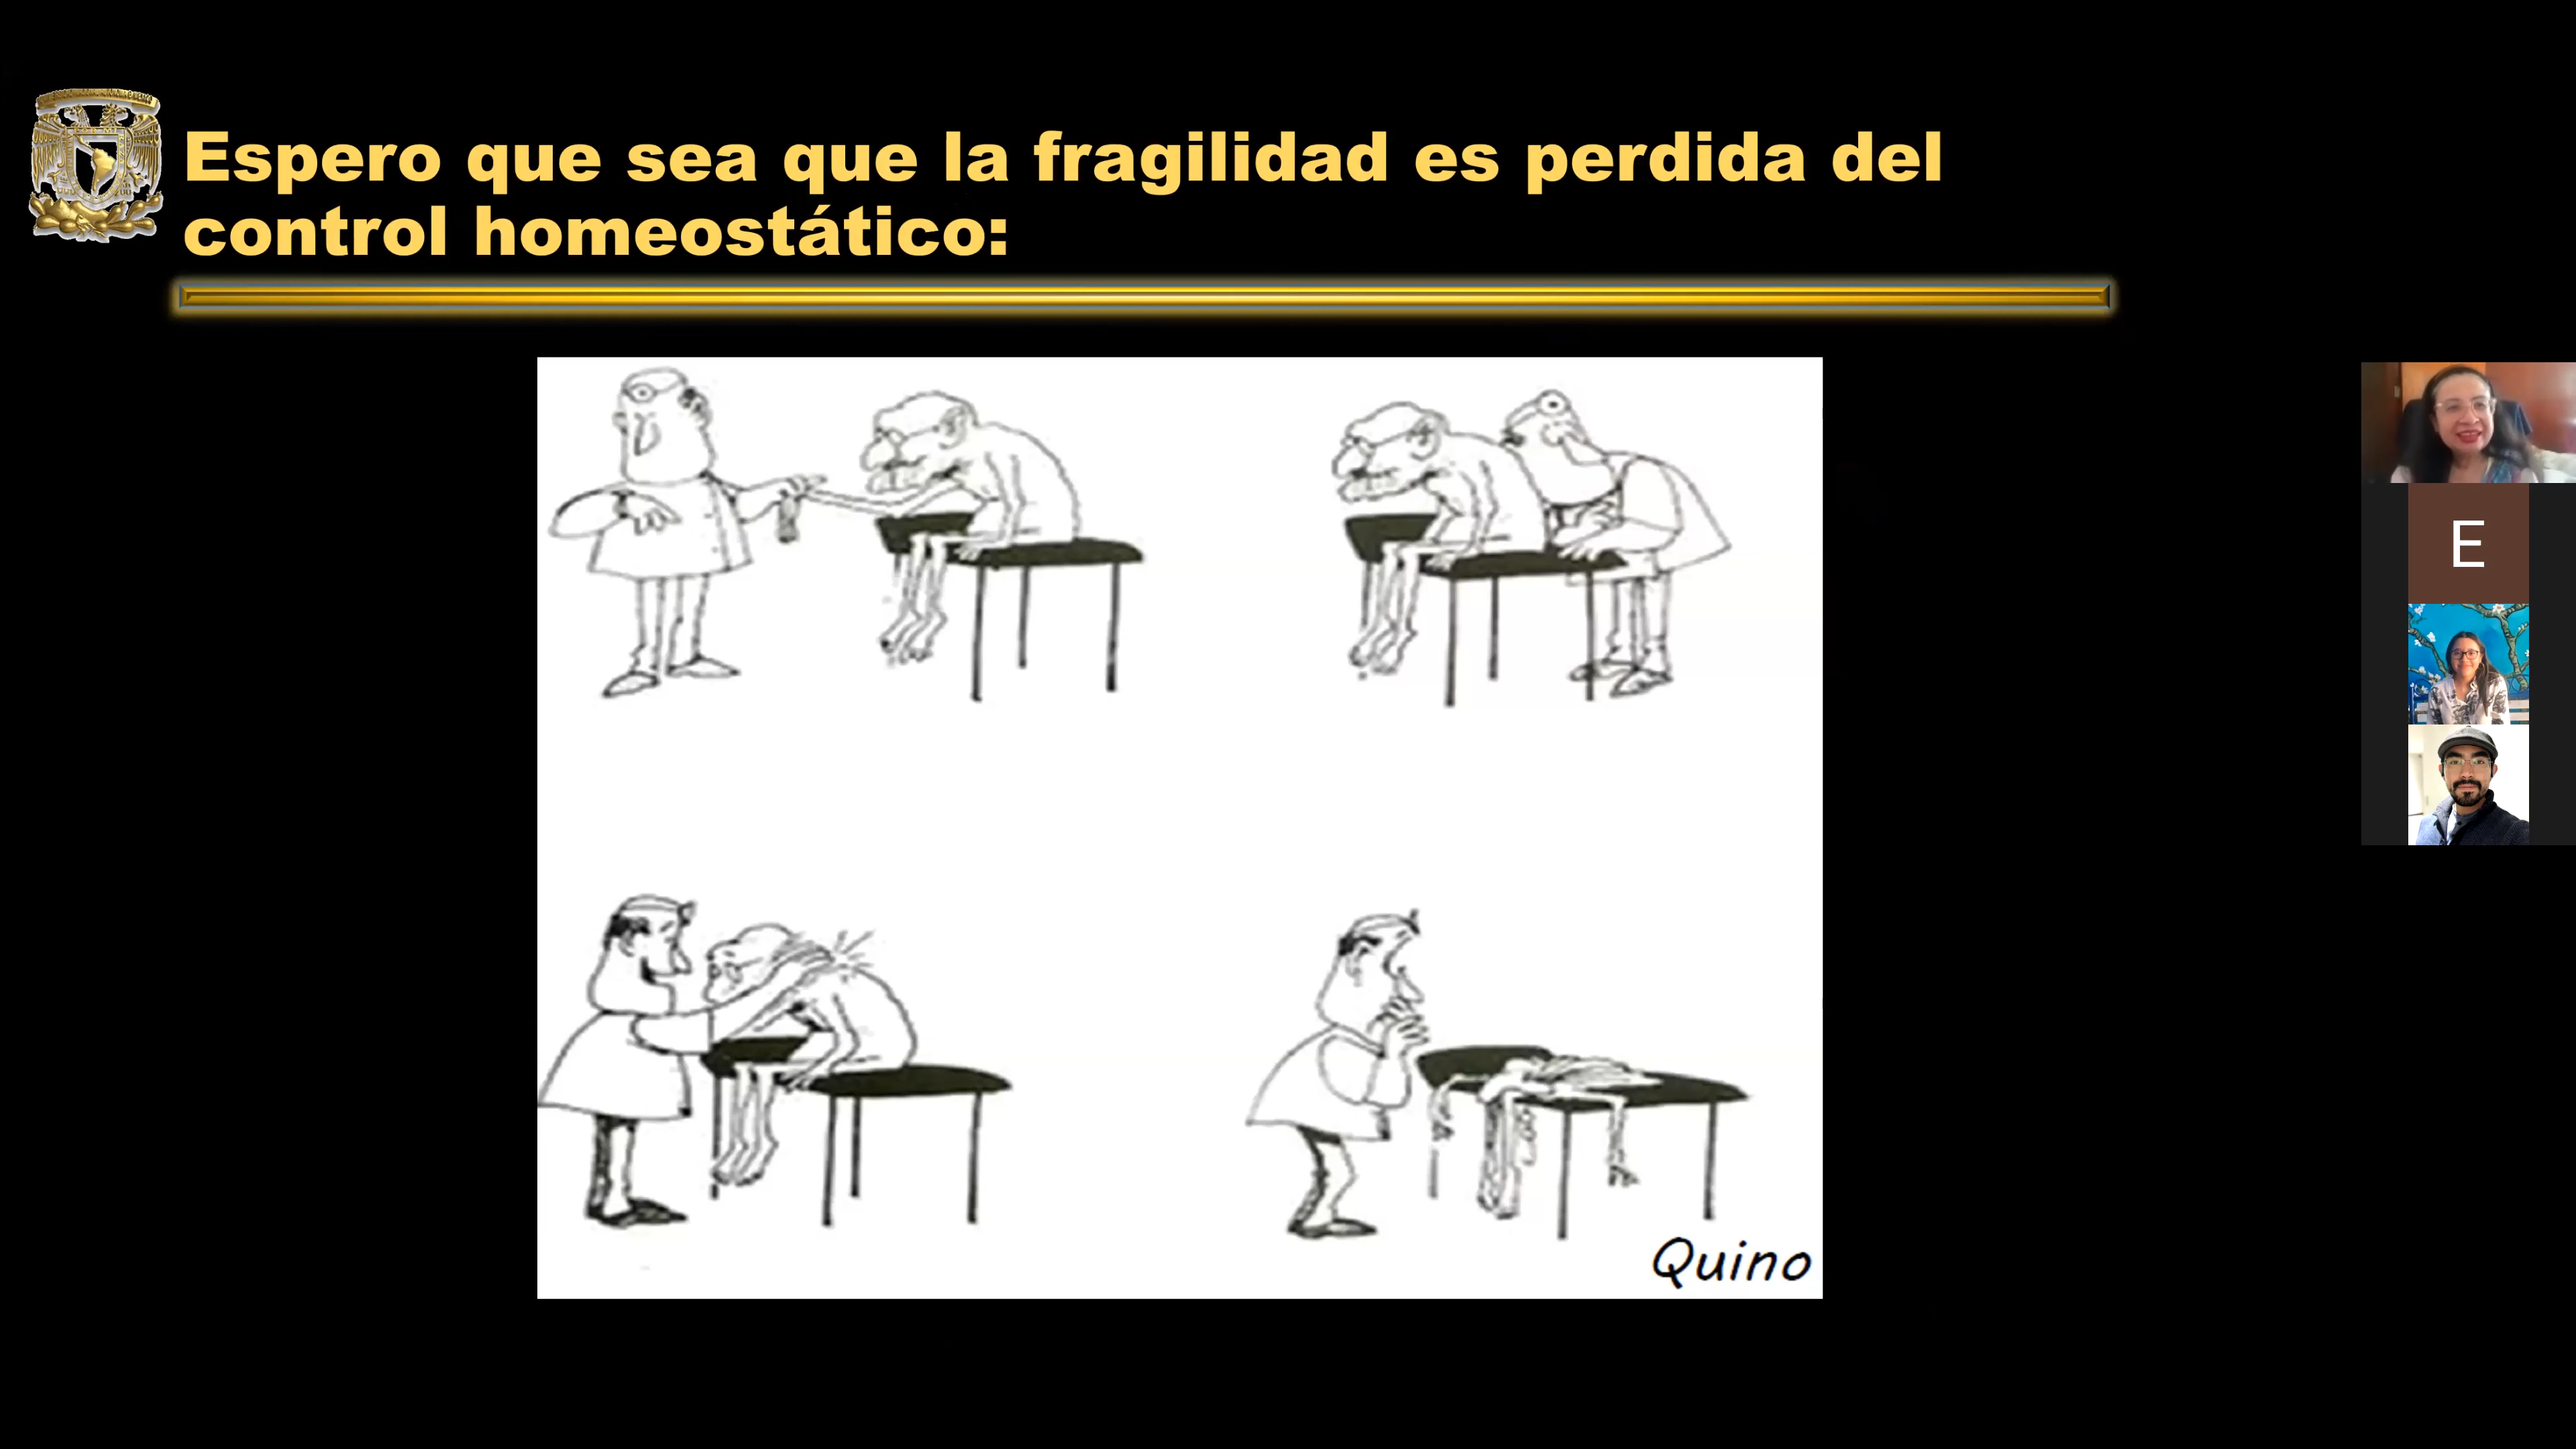 Espero que sea que la fragilidad es perdida del
control homeostático:
E
Quino